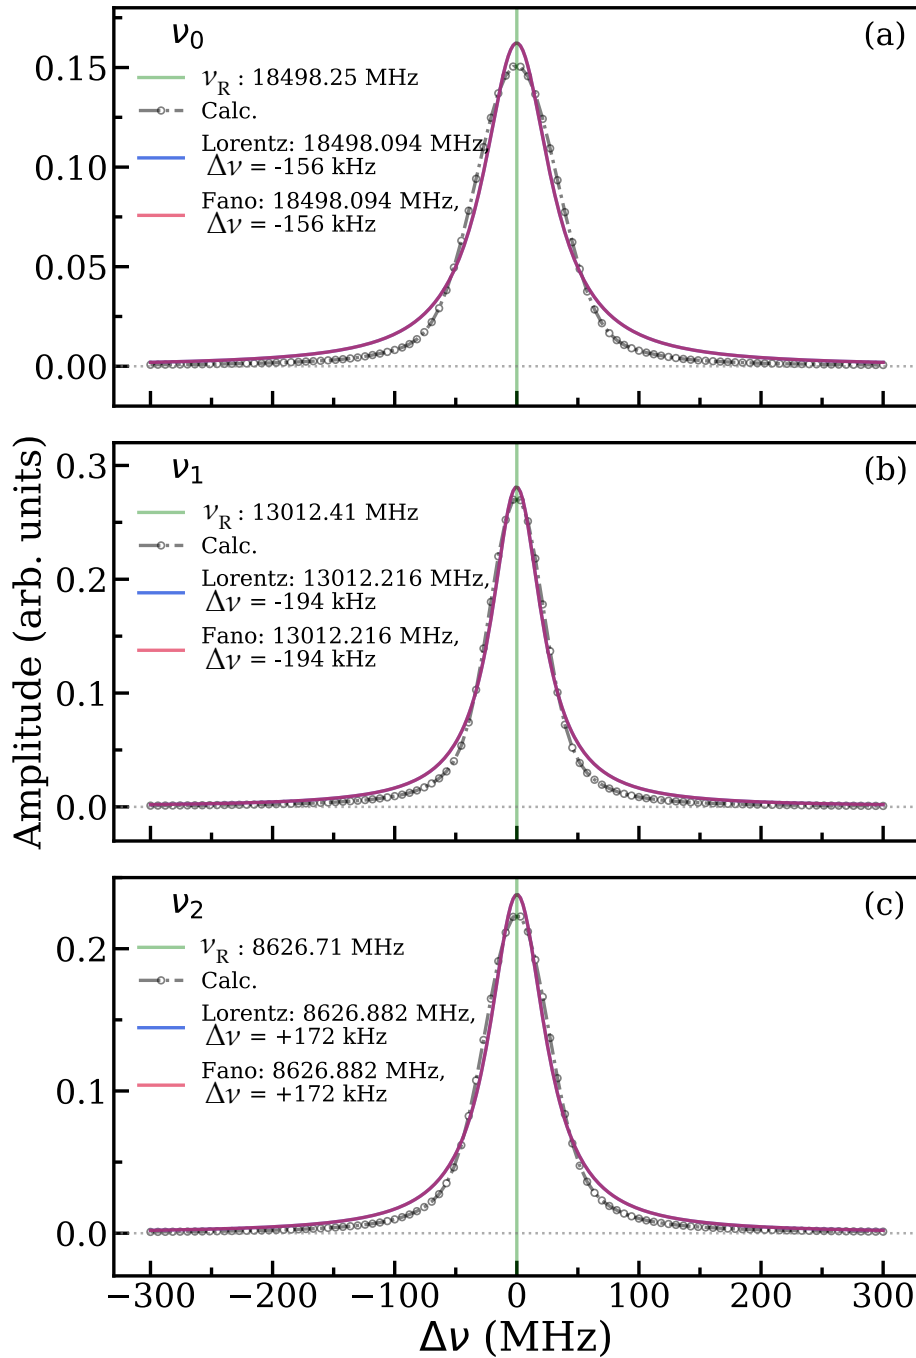 ν0
(a)
νR : 18498.25 MHz
Calc.
Lorentz: 18498.094 MHz,
Δν = -156 kHz
Fano: 18498.094 MHz,
Δν = -156 kHz
0.15
0.10
0.05
0.00
ν1
(b)
νR : 13012.41 MHz
Calc.
Lorentz: 13012.216 MHz,
Δν = -194 kHz
Fano: 13012.216 MHz,
Δν = -194 kHz
0.3
0.2
0.1
0.0
Amplitude (arb. units)
ν2
(c)
νR : 8626.71 MHz
Calc.
Lorentz: 8626.882 MHz,
Δν = +172 kHz
Fano: 8626.882 MHz,
Δν = +172 kHz
0.2
0.1
0.0
−300 −200 −100 0 100 200 300
Δν (MHz)